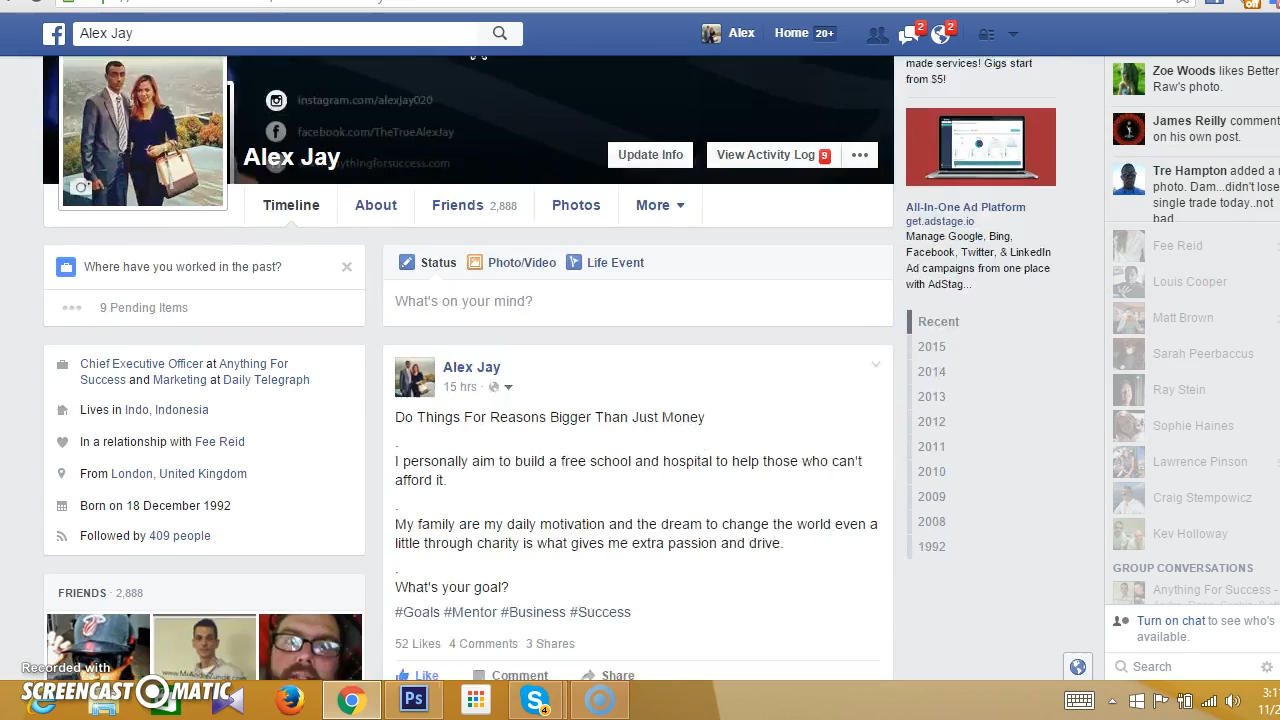 Alex Jay
Alex
Home 20+
2
2
instagram.com/alexjay020
facebook.com/TheTrueAlexJay
Alex Jay
Update Info
View Activity Log 9
Timeline
About
Friends 2,888
Photos
More
Where have you worked in the past?
9 Pending Items
Chief Executive Officer at Anything For
Success and Marketing at Daily Telegraph
Lives in Indo, Indonesia
In a relationship with Fee Reid
From London, United Kingdom
Born on 18 December 1992
Followed by 409 people
FRIENDS · 2,888
Status
Photo/Video
Life Event
What's on your mind?
Alex Jay
15 hrs ·
Do Things For Reasons Bigger Than Just Money
.
I personally aim to build a free school and hospital to help those who can't
afford it.
.
My family are my daily motivation and the dream to change the world even a
little through charity is what gives me extra passion and drive.
.
What's your goal?
#Goals #Mentor #Business #Success
52 Likes 4 Comments 3 Shares
Like
Comment
Share
made services! Gigs start
from $5!
All-In-One Ad Platform
get.adstage.io
Manage Google, Bing,
Facebook, Twitter, & LinkedIn
Ad campaigns from one place
with AdStag...
Recent
2015
2014
2013
2012
2011
2010
2009
2008
1992
Zoe Woods likes Better
Raw's photo.
James Reilly comment
on his own post.
Tre Hampton added a
photo. Dam...didn't lose
single trade today..not
bad
Fee Reid
Louis Cooper
Matt Brown
Sarah Peerbaccus
Ray Stein
Sophie Haines
Lawrence Pinson
Craig Stempowicz
Kev Holloway
GROUP CONVERSATIONS
Anything For Success -
Turn on chat to see who's
available.
Search
Recorded with
SCREENCAST MATIC
Ps
4
3:1
11/2